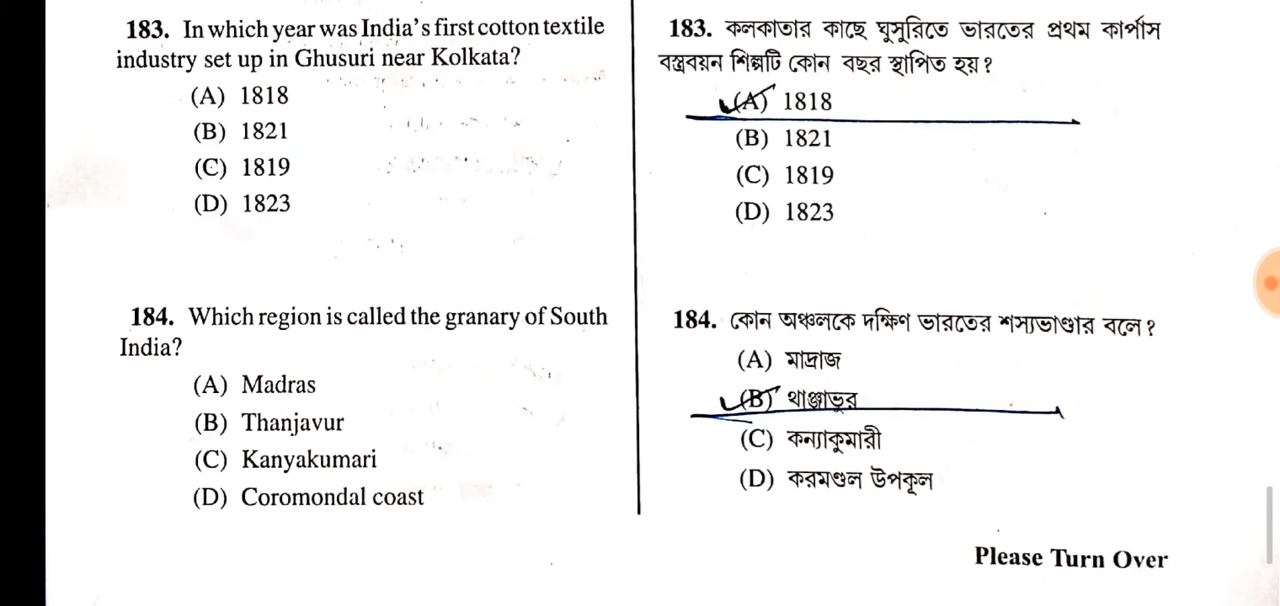 183. In which year was India's first cotton textile
industry set up in Ghusuri near Kolkata?
(A) 1818
(B) 1821
(C) 1819
(D) 1823
184. Which region is called the granary of South
India?
(A) Madras
(B) Thanjavur
(C) Kanyakumari
(D) Coromondal coast
183. কলকাতার কাছে ঘুসুরিতে ভারতের প্রথম কার্পাস
বস্ত্রবয়ন শিল্পটি কোন বছর স্থাপিত হয়?
(A) 1818
(B) 1821
(C) 1819
(D) 1823
184. কোন অঞ্চলকে দক্ষিণ ভারতের শস্যভাণ্ডার বলে?
(A) মাদ্রাজ
(B) থাঞ্জাভুর
(C) কন্যাকুমারী
(D) করমণ্ডল উপকূল
Please Turn Over